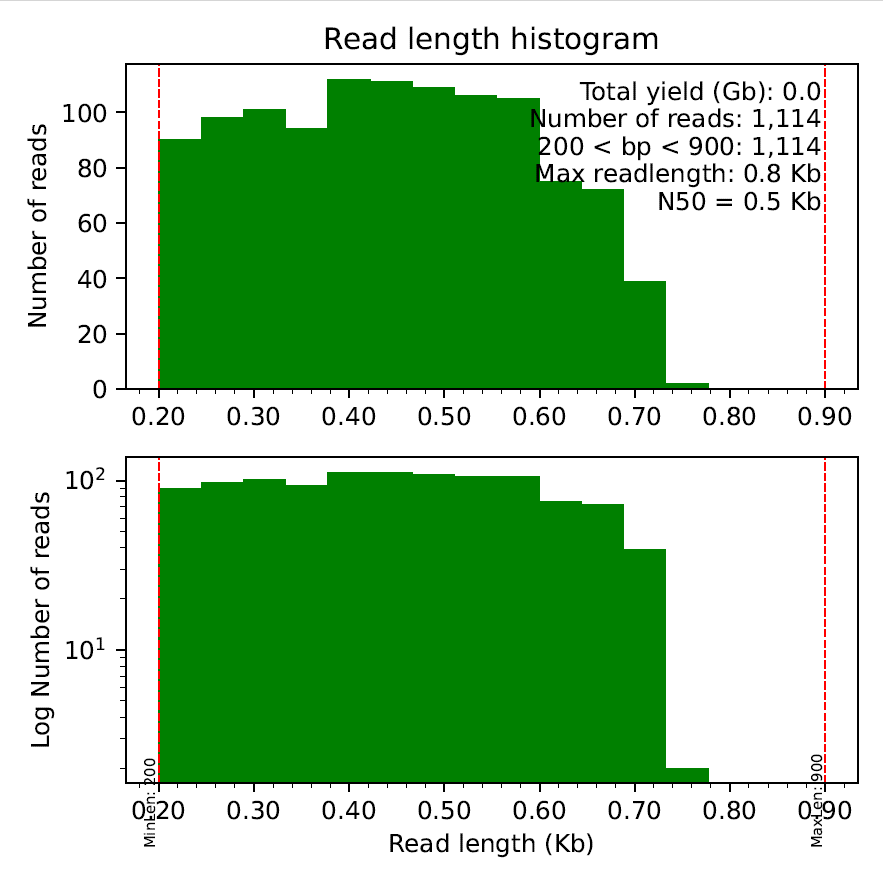 Read length histogram
Number of reads
100
80
60
40
20
0
Total yield (Gb): 0.0
Number of reads: 1,114
200 < bp < 900: 1,114
Max readlength: 0.8 Kb
N50 = 0.5 Kb
0.20 0.30 0.40 0.50 0.60 0.70 0.80 0.90
Log Number of reads
10²
10¹
MinLen: 200
MaxLen: 900
0.20 0.30 0.40 0.50 0.60 0.70 0.80 0.90
Read length (Kb)